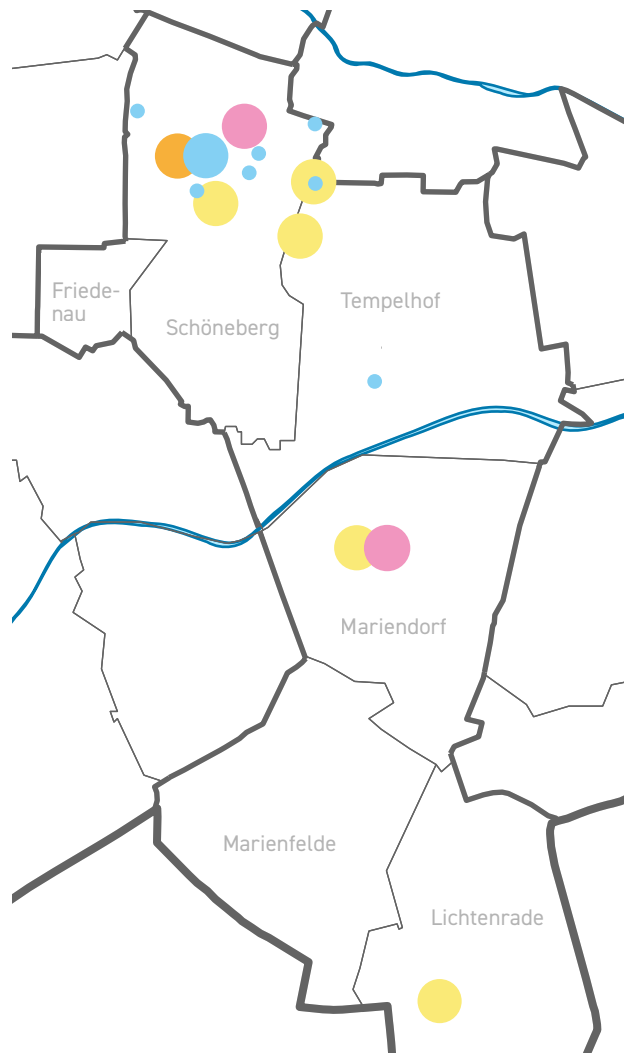 Friede-
nau
Schöneberg
Tempelhof
Mariendorf
Marienfelde
Lichtenrade